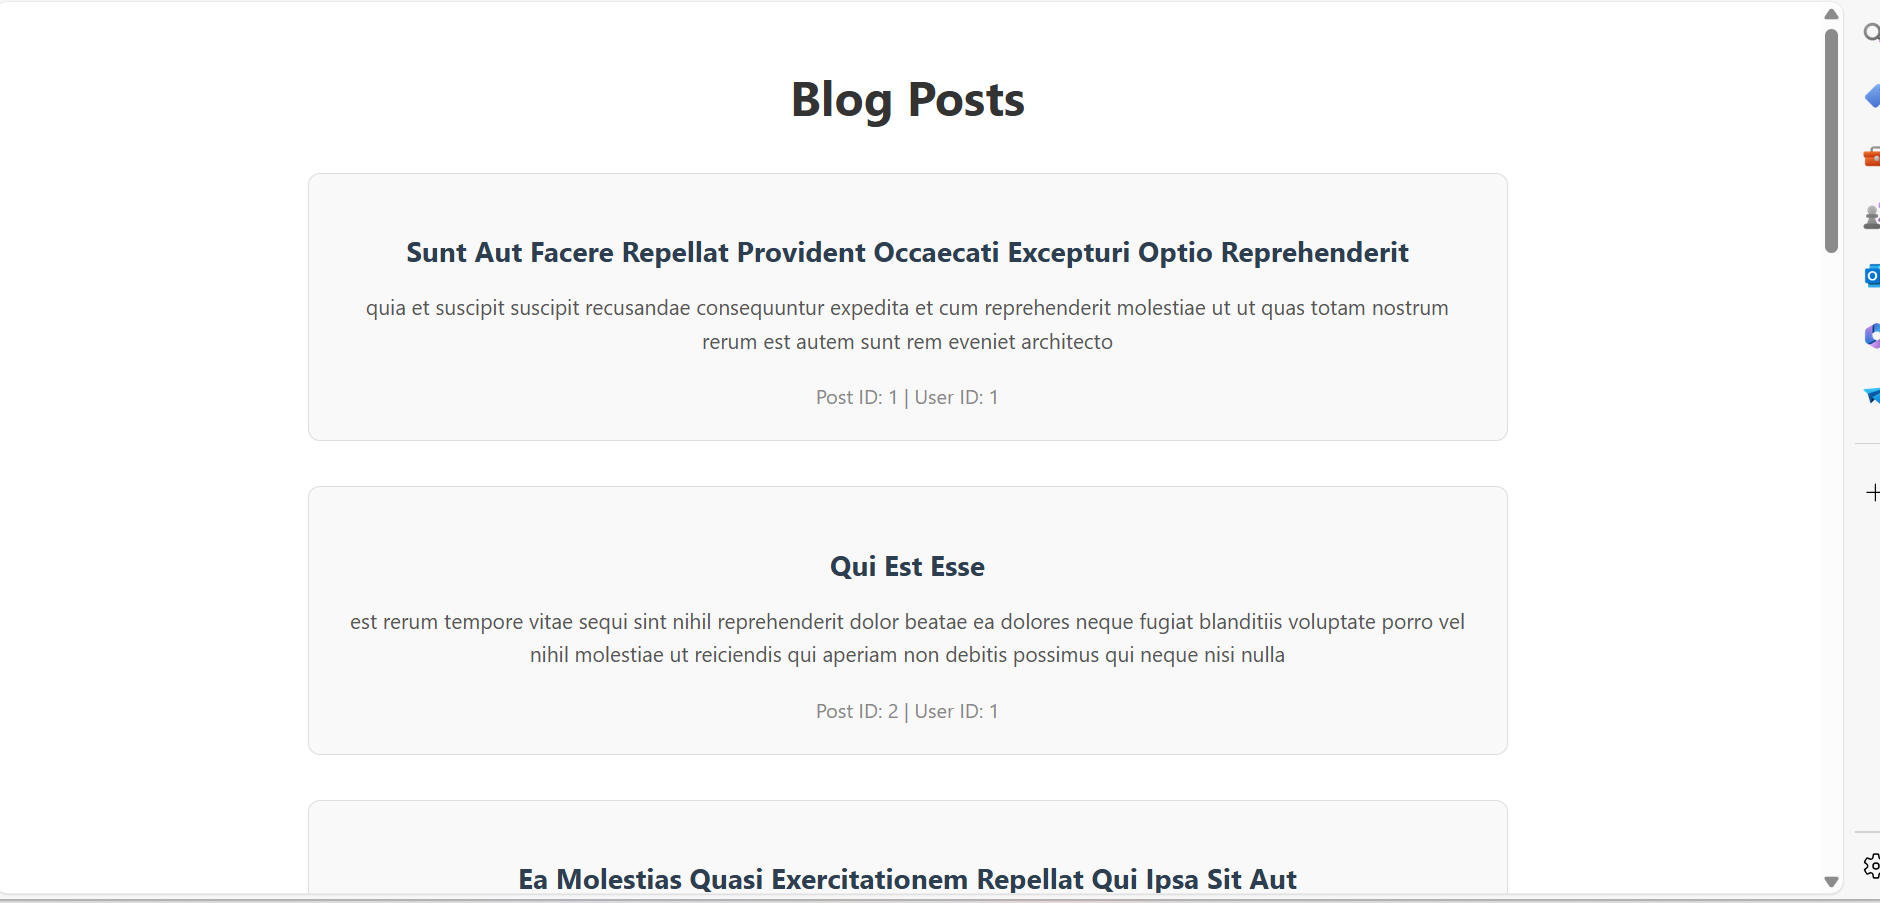 Blog Posts
Sunt Aut Facere Repellat Provident Occaecati Excepturi Optio Reprehenderit
quia et suscipit suscipit recusandae consequuntur expedita et cum reprehenderit molestiae ut ut quas totam nostrum
rerum est autem sunt rem eveniet architecto
Post ID: 1 | User ID: 1
Qui Est Esse
est rerum tempore vitae sequi sint nihil reprehenderit dolor beatae ea dolores neque fugiat blanditiis voluptate porro vel
nihil molestiae ut reiciendis qui aperiam non debitis possimus qui neque nisi nulla
Post ID: 2 | User ID: 1
Ea Molestias Quasi Exercitationem Repellat Qui Ipsa Sit Aut